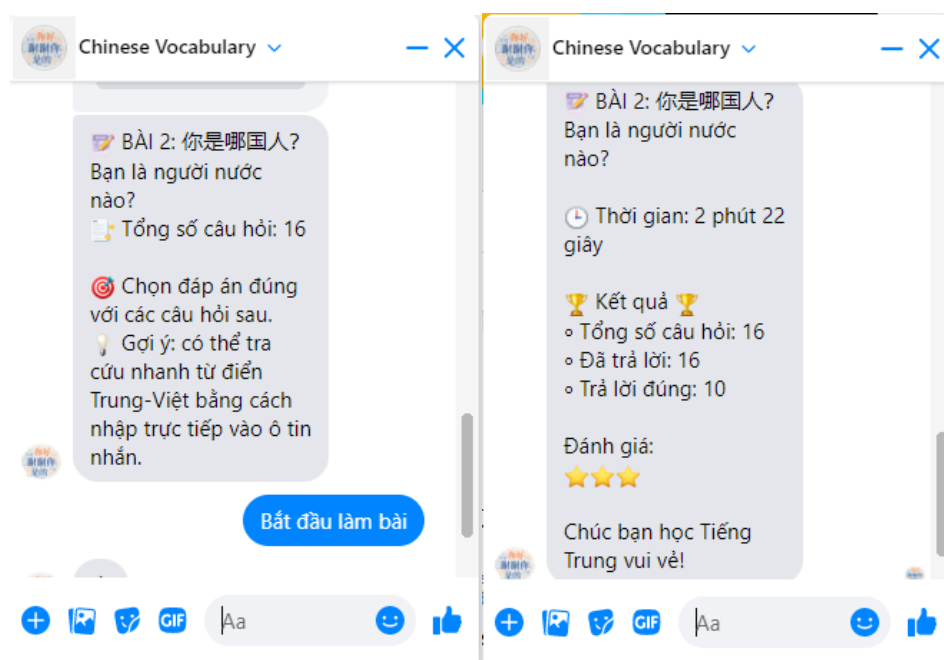 Chinese Vocabulary
📝 BÀI 2: 你是哪国人?
Bạn là người nước
nào?
📑 Tổng số câu hỏi: 16
🎯 Chọn đáp án đúng
với các câu hỏi sau.
💡 Gợi ý: có thể tra
cứu nhanh từ điển
Trung-Việt bằng cách
nhập trực tiếp vào ô tin
nhắn.
Bắt đầu làm bài
GIF
Aa
Chinese Vocabulary
📝 BÀI 2: 你是哪国人?
Bạn là người nước
nào?
🕒 Thời gian: 2 phút 22
giây
🏆 Kết quả 🏆
∘ Tổng số câu hỏi: 16
∘ Đã trả lời: 16
∘ Trả lời đúng: 10
Đánh giá:
⭐⭐⭐
Chúc bạn học Tiếng
Trung vui vẻ!
GIF
Aa